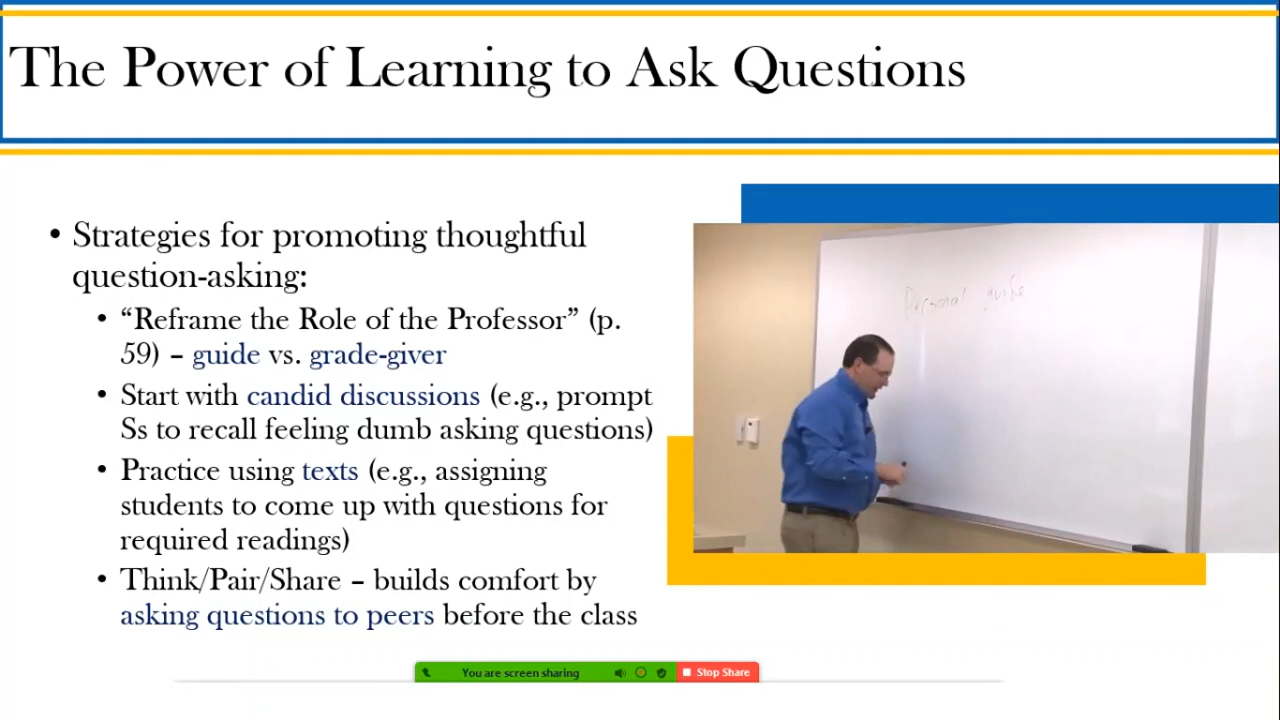 The Power of Learning to Ask Questions
• Strategies for promoting thoughtful
question-asking:
• “Reframe the Role of the Professor” (p.
59) – guide vs. grade-giver
• Start with candid discussions (e.g., prompt
Ss to recall feeling dumb asking questions)
• Practice using texts (e.g., assigning
students to come up with questions for
required readings)
• Think/Pair/Share – builds comfort by
asking questions to peers before the class
Personal
You are screen sharing
Stop Share